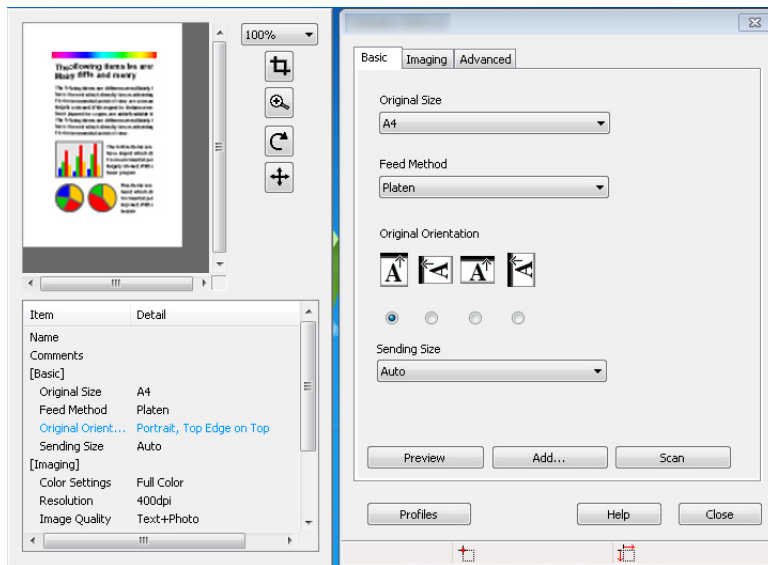 100%
The following items be are
Item Detail
Name
Comments
[Basic]
Original Size A4
Feed Method Platen
Original Orient... Portrait, Top Edge on Top
Sending Size Auto
[Imaging]
Color Settings Full Color
Resolution 400dpi
Image Quality Text+Photo
Basic Imaging Advanced
Original Size
A4
Feed Method
Platen
Original Orientation
A A A A
Sending Size
Auto
Preview Add... Scan
Profiles Help Close